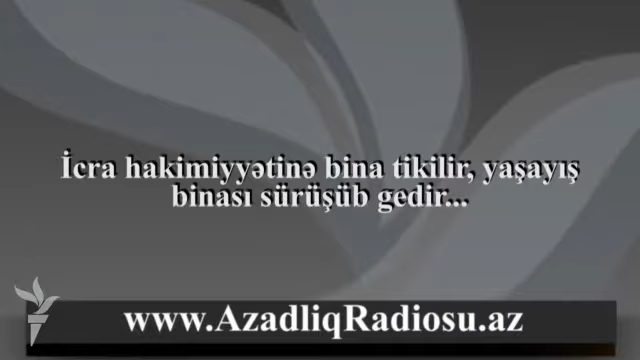 İcra hakimiyyətinə bina tikilir, yaşayış
binası sürüşüb gedir...
www.AzadliqRadiosu.az